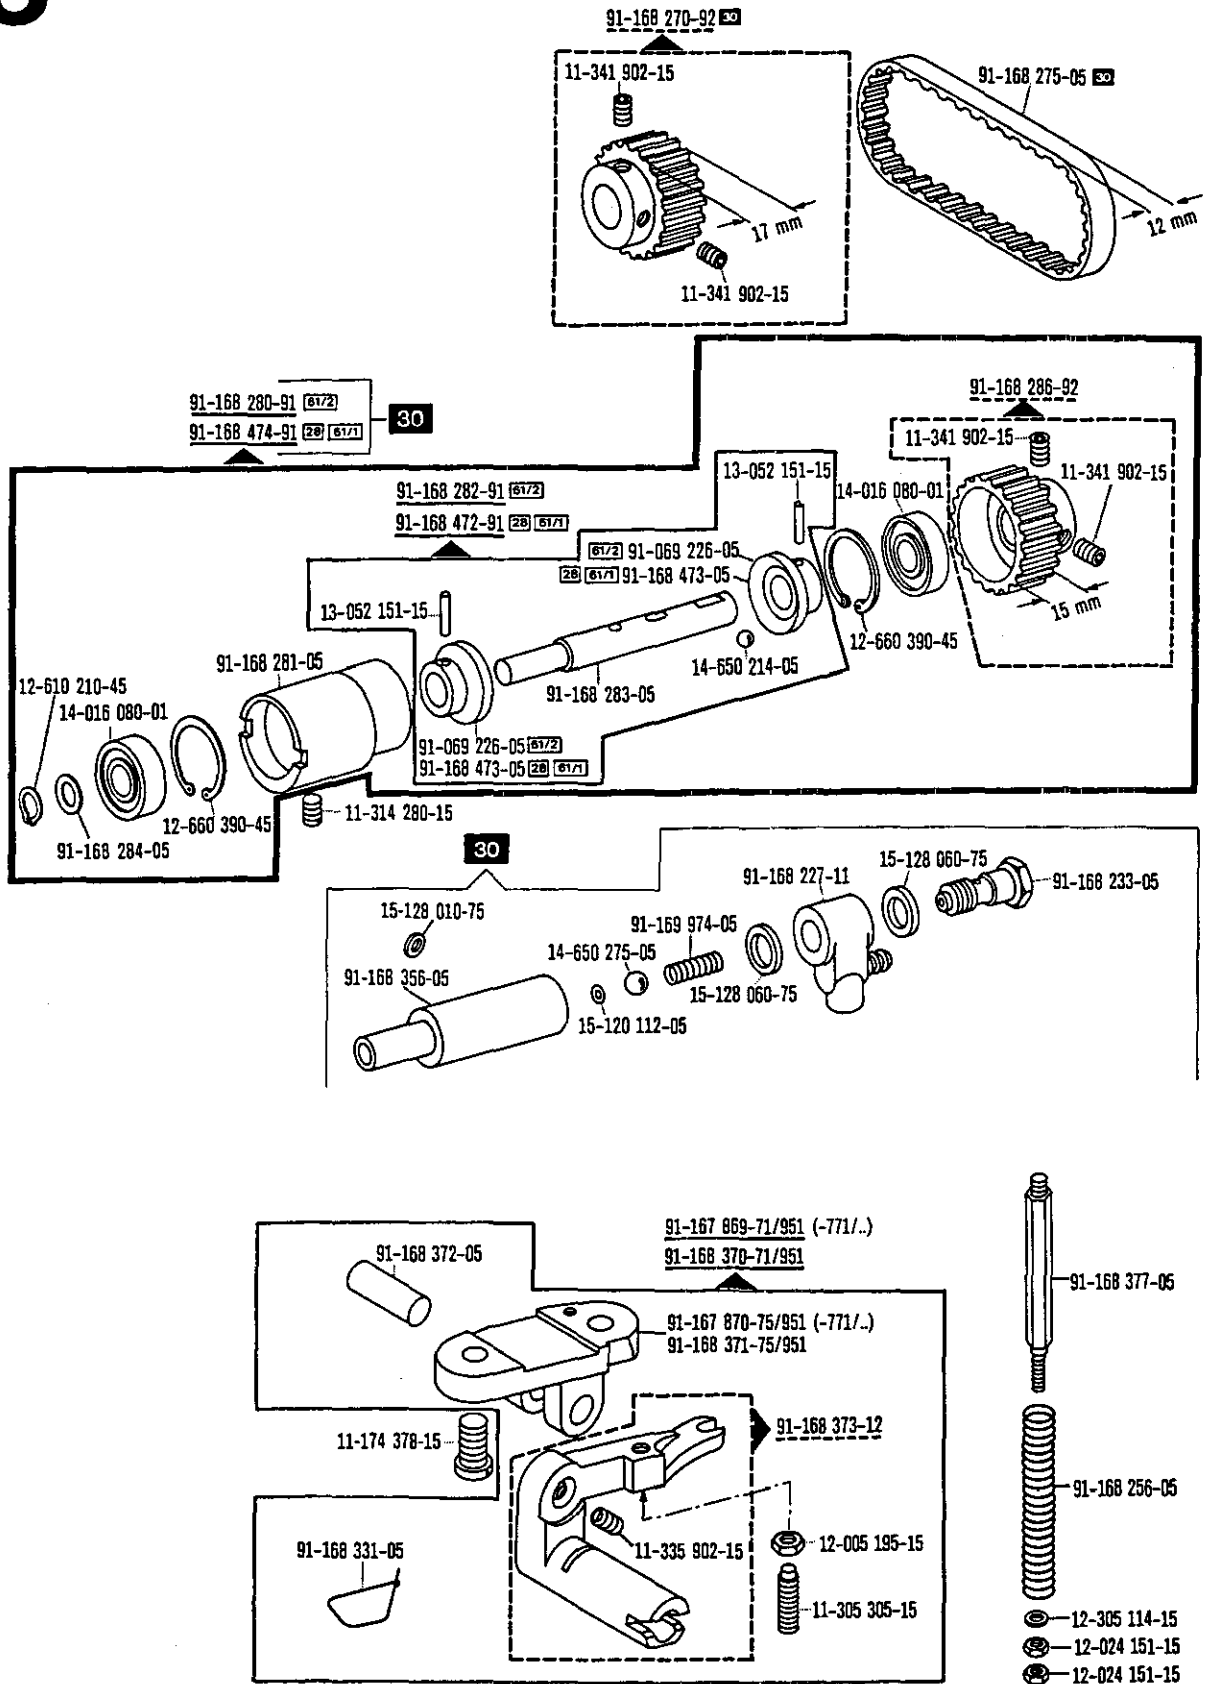 91-168 270-92 30
11-341 902-15
91-168 275-05 30
17 mm
12 mm
11-341 902-15
91-168 280-91 61/2
91-168 474-91 28 61/1
30
91-168 286-92
11-341 902-15
11-341 902-15
13-052 151-15
14-016 080-01
91-168 282-91 61/2
91-168 472-91 28 61/1
61/2 91-069 226-05
28 61/1 91-168 473-05
13-052 151-15
15 mm
12-660 390-45
14-650 214-05
91-168 281-05
91-168 283-05
12-610 210-45
14-016 080-01
91-069 226-05 61/2
91-168 473-05 28 61/1
11-314 280-15
12-660 390-45
91-168 284-05
30
15-128 060-75
91-168 227-11
91-168 233-05
15-128 010-75
91-169 974-05
14-650 275-05
91-168 356-05
15-128 060-75
15-120 112-05
91-167 869-71/951 (-771/..)
91-168 370-71/951
91-168 372-05
91-168 377-05
91-167 870-75/951 (-771/..)
91-168 371-75/951
91-168 373-12
11-174 378-15
91-168 256-05
91-168 331-05
11-335 902-15
12-005 195-15
11-305 305-15
12-305 114-15
12-024 151-15
12-024 151-15